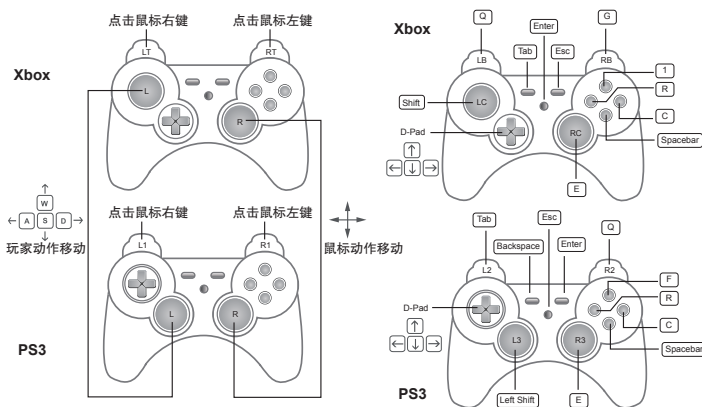 点击鼠标右键
点击鼠标左键
LT
RT
Xbox
L
R
W
A
S
D
玩家动作移动
点击鼠标右键
点击鼠标左键
鼠标动作移动
L1
R1
L
R
PS3
Xbox
Q
G
Enter
Tab
Esc
LB
RB
1
R
Shift
LC
C
D-Pad
RC
Spacebar
E
Tab
Esc
Q
Backspace
Enter
L2
R2
F
R
D-Pad
C
L3
R3
Spacebar
PS3
Left Shift
E